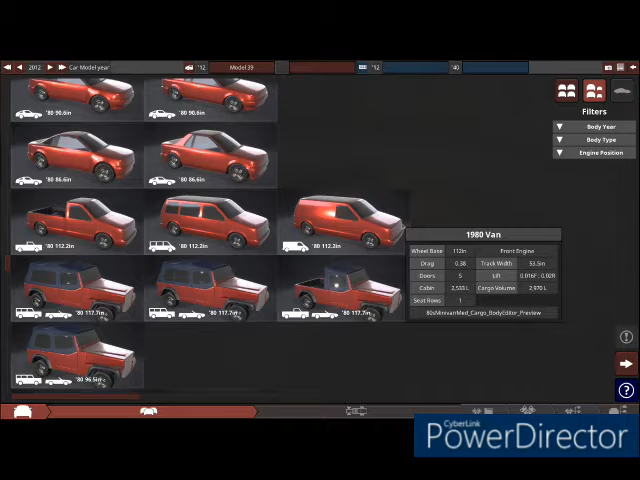 2012 Car Model year '12 Model 39 '12 '40
'80 90.6in '80 90.6in
Filters
Body Year
Body Type
Engine Position
'80 86.6in '80 86.6in
'80 112.2in '80 112.2in '80 112.2in
1980 Van
Wheel Base 112in Front Engine
Drag 0.38 Track Width 53.5in
Doors 5 Lift 0.016F : 0.02R
Cabin 2,533 L Cargo Volume 2,970 L
Seat Rows 1
80sMinivanMed_Cargo_BodyEditor_Preview
'80 117.7in '80 117.7in '80 117.7in
'80 96.5in
CyberLink
PowerDirector